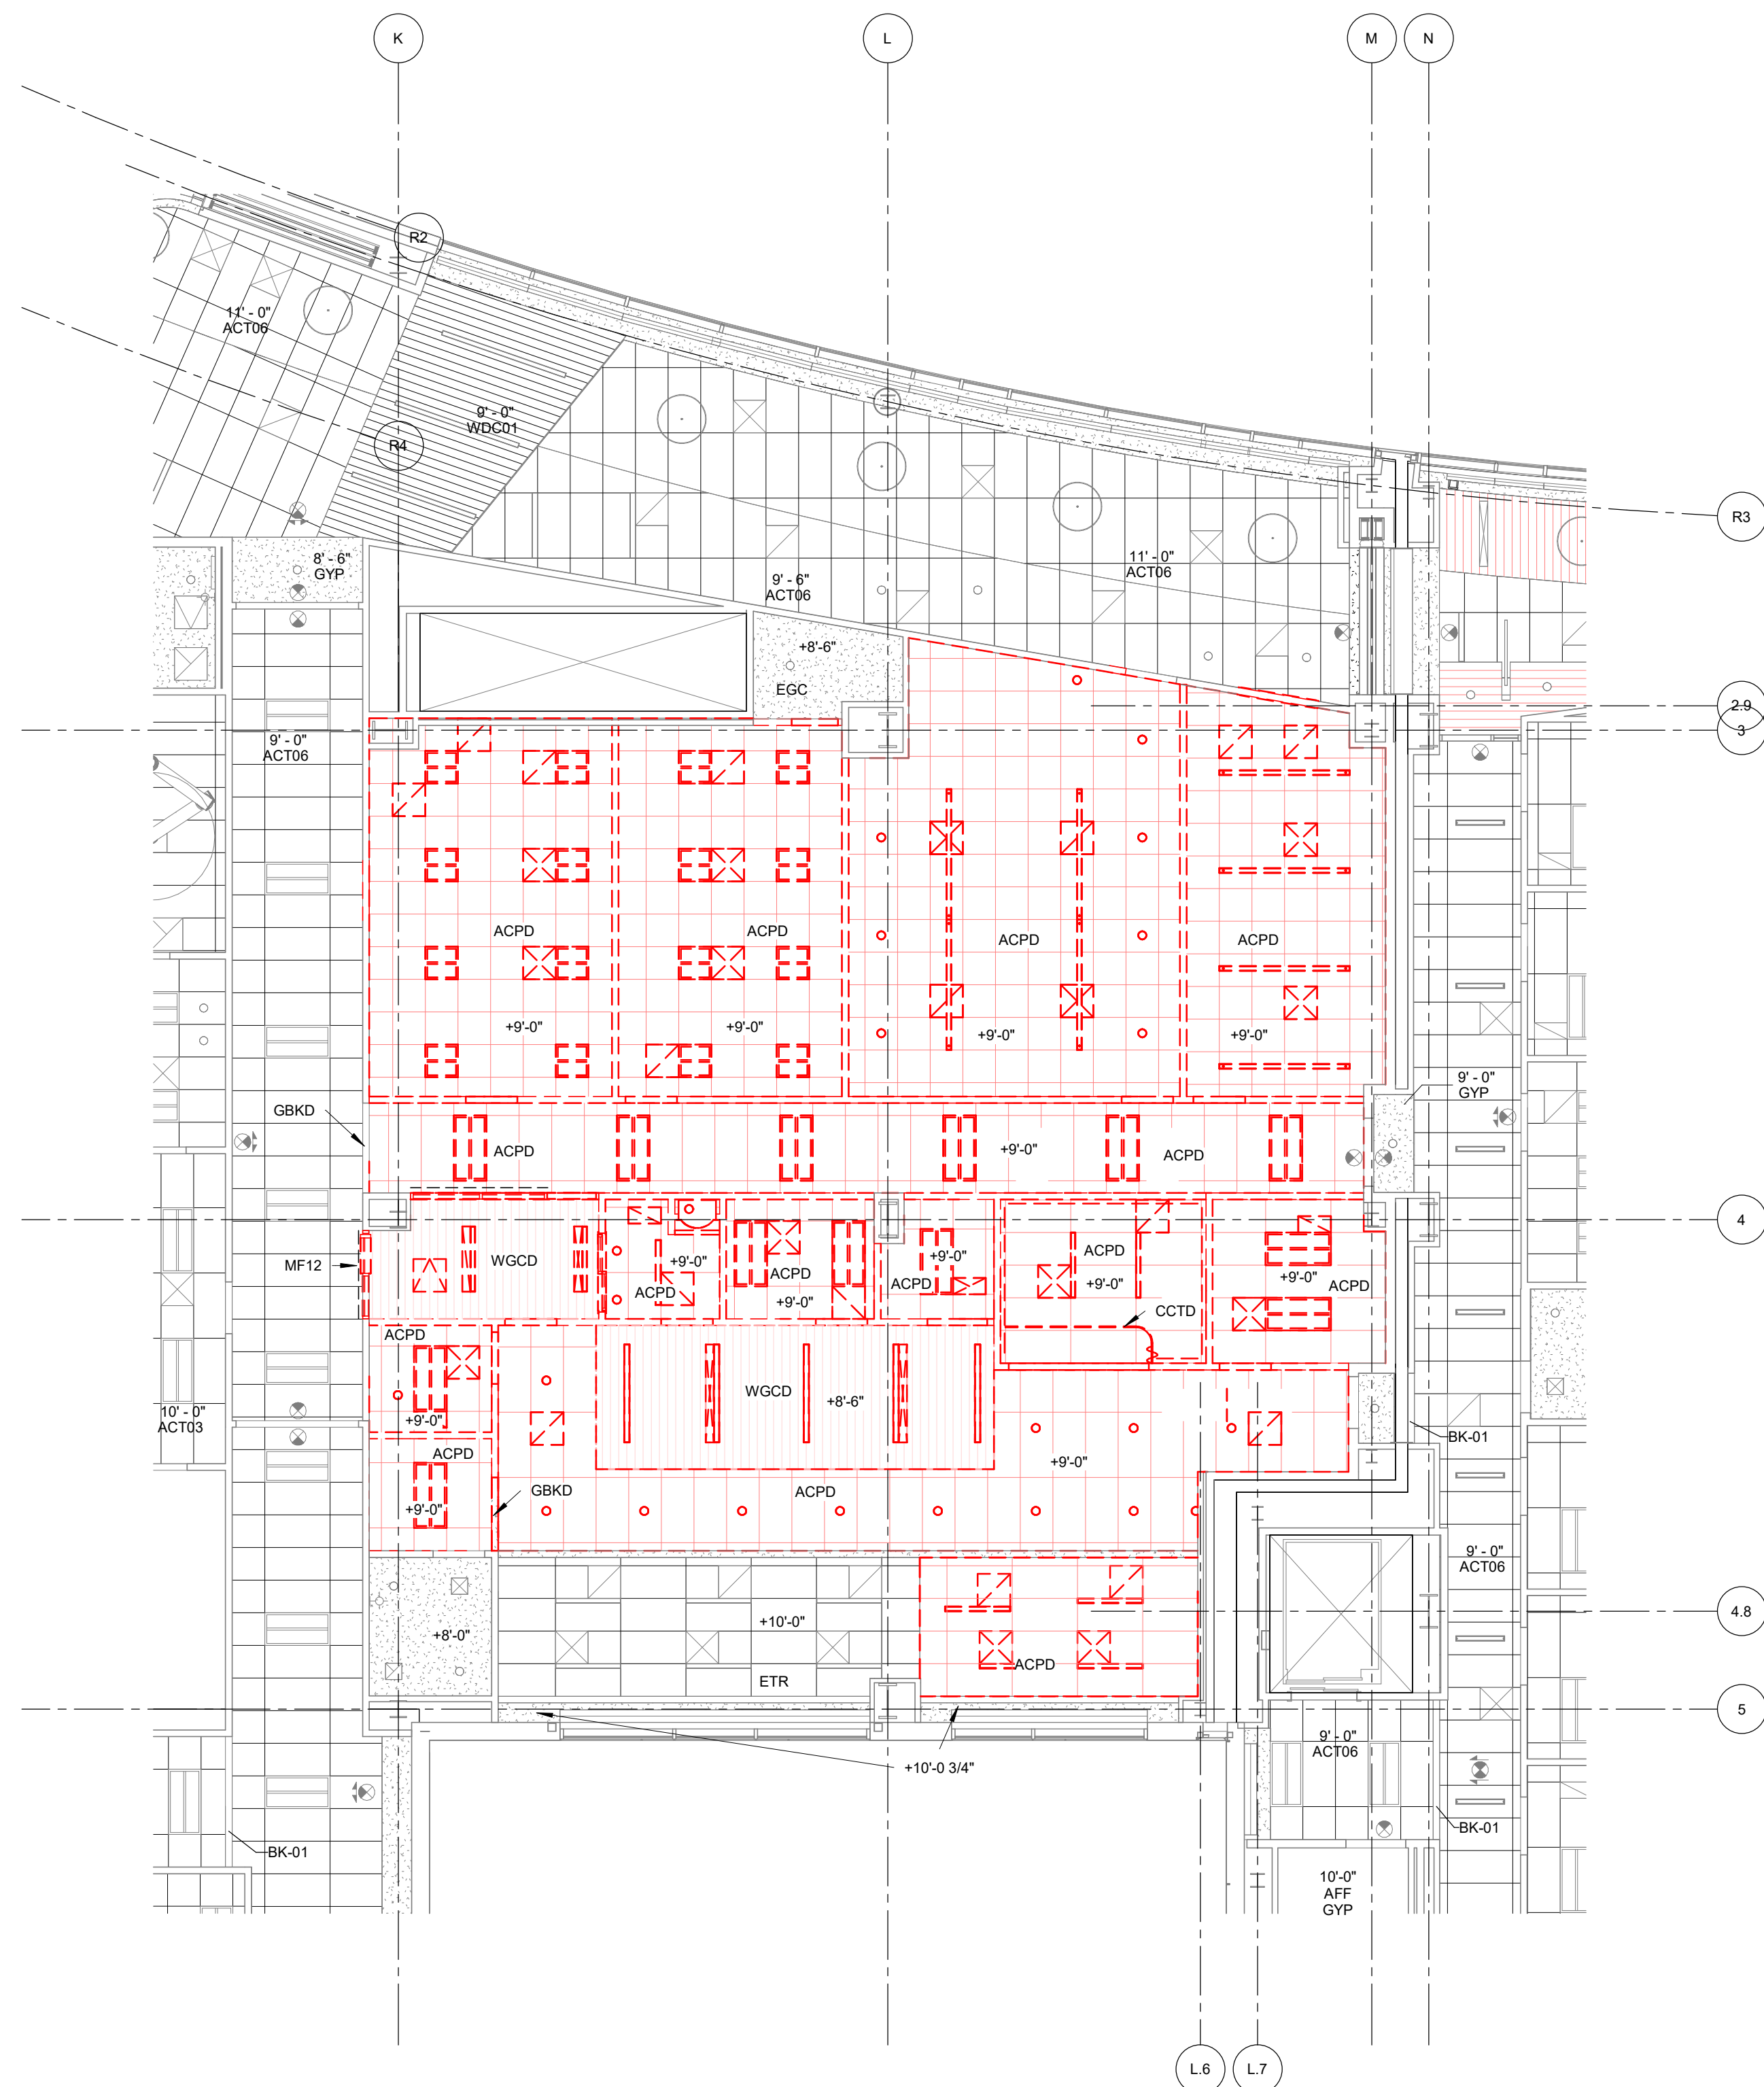 K
L
M
N
R2
11' - 0"
ACT06
9' - 0"
WDC01
R4
R3
8' - 6"
GYP
9' - 6"
ACT06
11' - 0"
ACT06
+8'-6"
EGC
2.9
3
9' - 0"
ACT06
ACPD
ACPD
ACPD
ACPD
+9'-0"
+9'-0"
+9'-0"
+9'-0"
9' - 0"
GYP
GBKD
ACPD
+9'-0"
ACPD
4
MF12
WGCD
+9'-0"
ACPD
ACPD
+9'-0"
+9'-0"
ACPD
ACPD
+9'-0"
CCTD
+9'-0"
ACPD
ACPD
+9'-0"
WGCD
+8'-6"
10' - 0"
ACT03
BK-01
ACPD
+9'-0"
+9'-0"
GBKD
ACPD
9' - 0"
ACT06
+8'-0"
+10'-0"
ETR
ACPD
4.8
5
+10'-0 3/4"
9' - 0"
ACT06
BK-01
BK-01
10'-0"
AFF
GYP
L.6
L.7